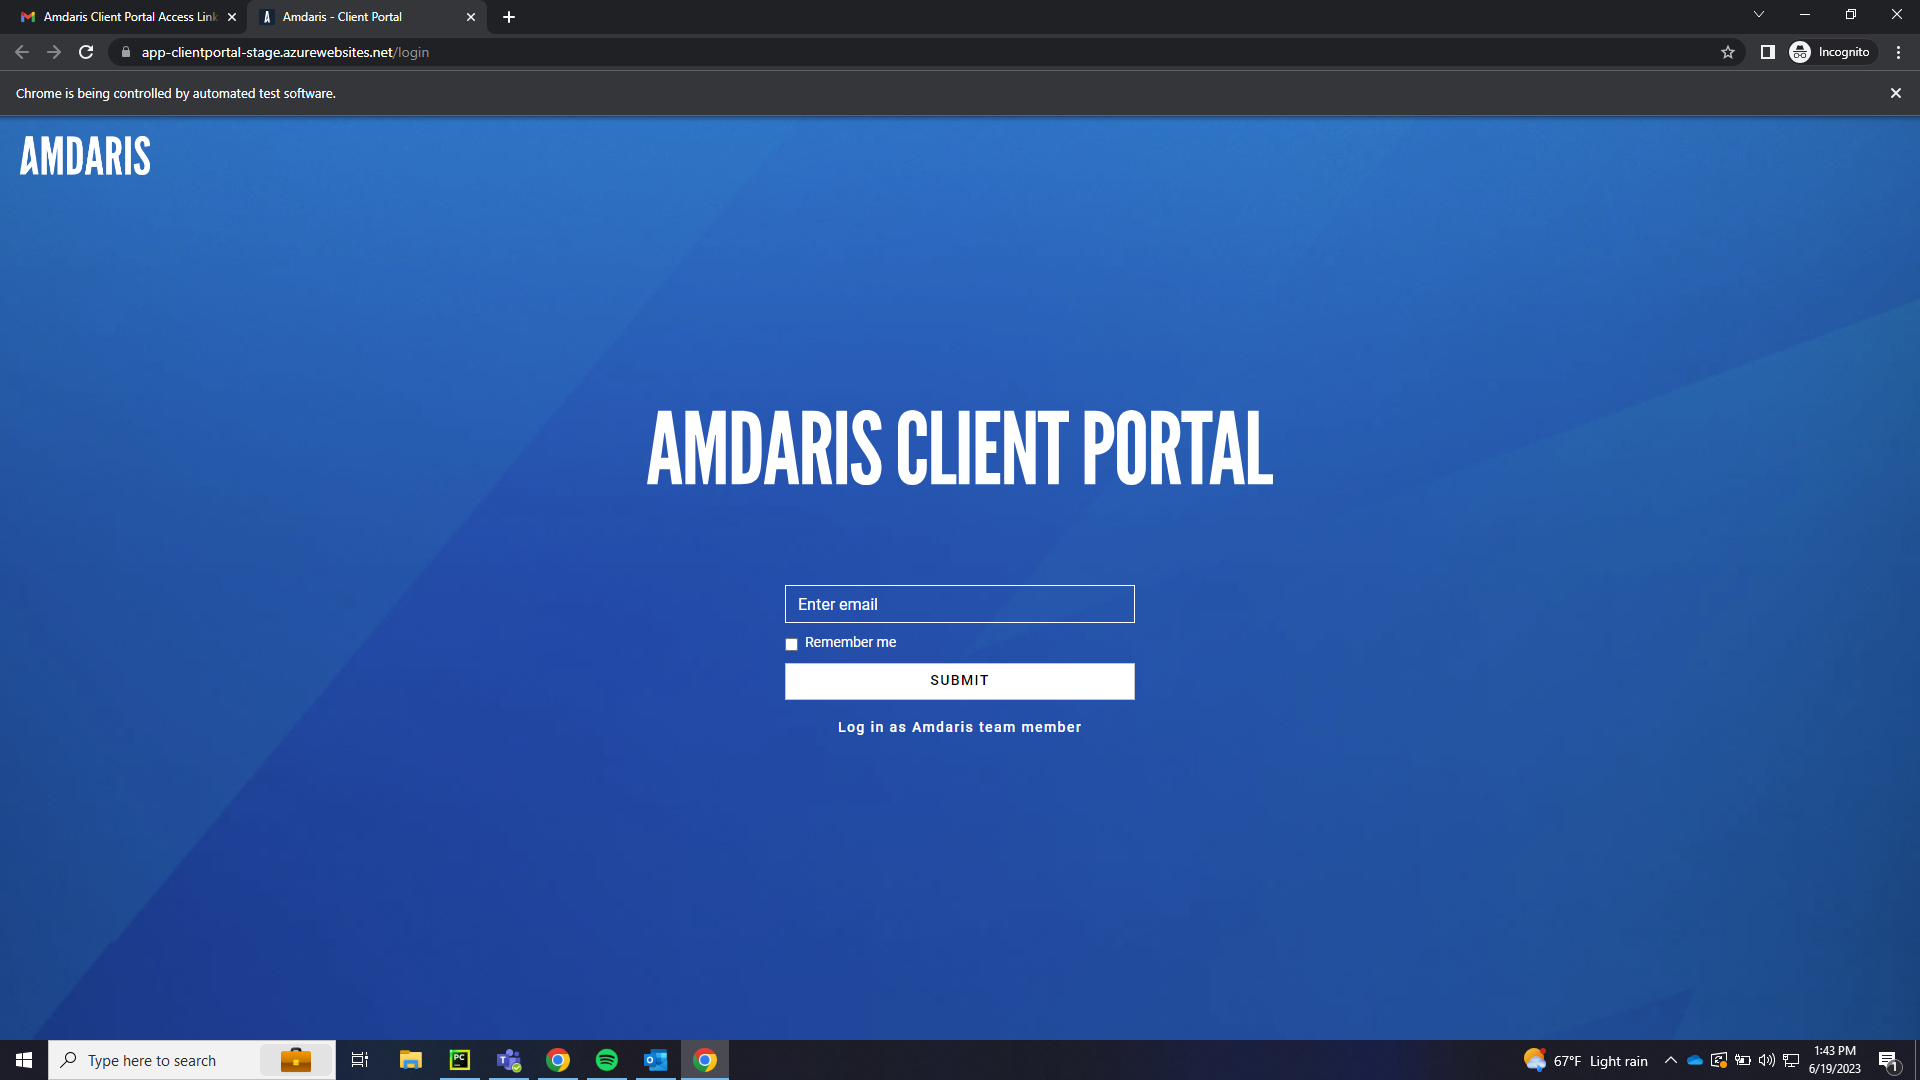 Amdaris Client Portal Access Link
Amdaris - Client Portal
app-clientportal-stage.azurewebsites.net/login
Incognito
Chrome is being controlled by automated test software.
AMDARIS
AMDARIS CLIENT PORTAL
Enter email
Remember me
SUBMIT
Log in as Amdaris team member
Type here to search
PC
T
O
67°F Light rain
1:43 PM
6/19/2023
1